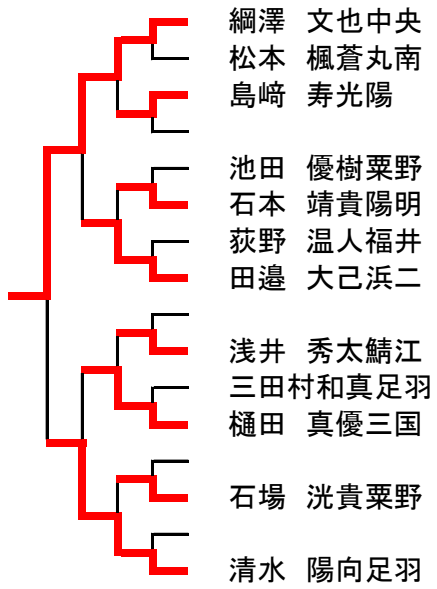 綱澤 文也中央
松本 楓蒼丸南
島﨑 寿光陽
池田 優樹粟野
石本 靖貴陽明
荻野 温人福井
田邉 大己浜二
浅井 秀太鯖江
三田村和真足羽
樋田 真優三国
石場 洸貴粟野
清水 陽向足羽